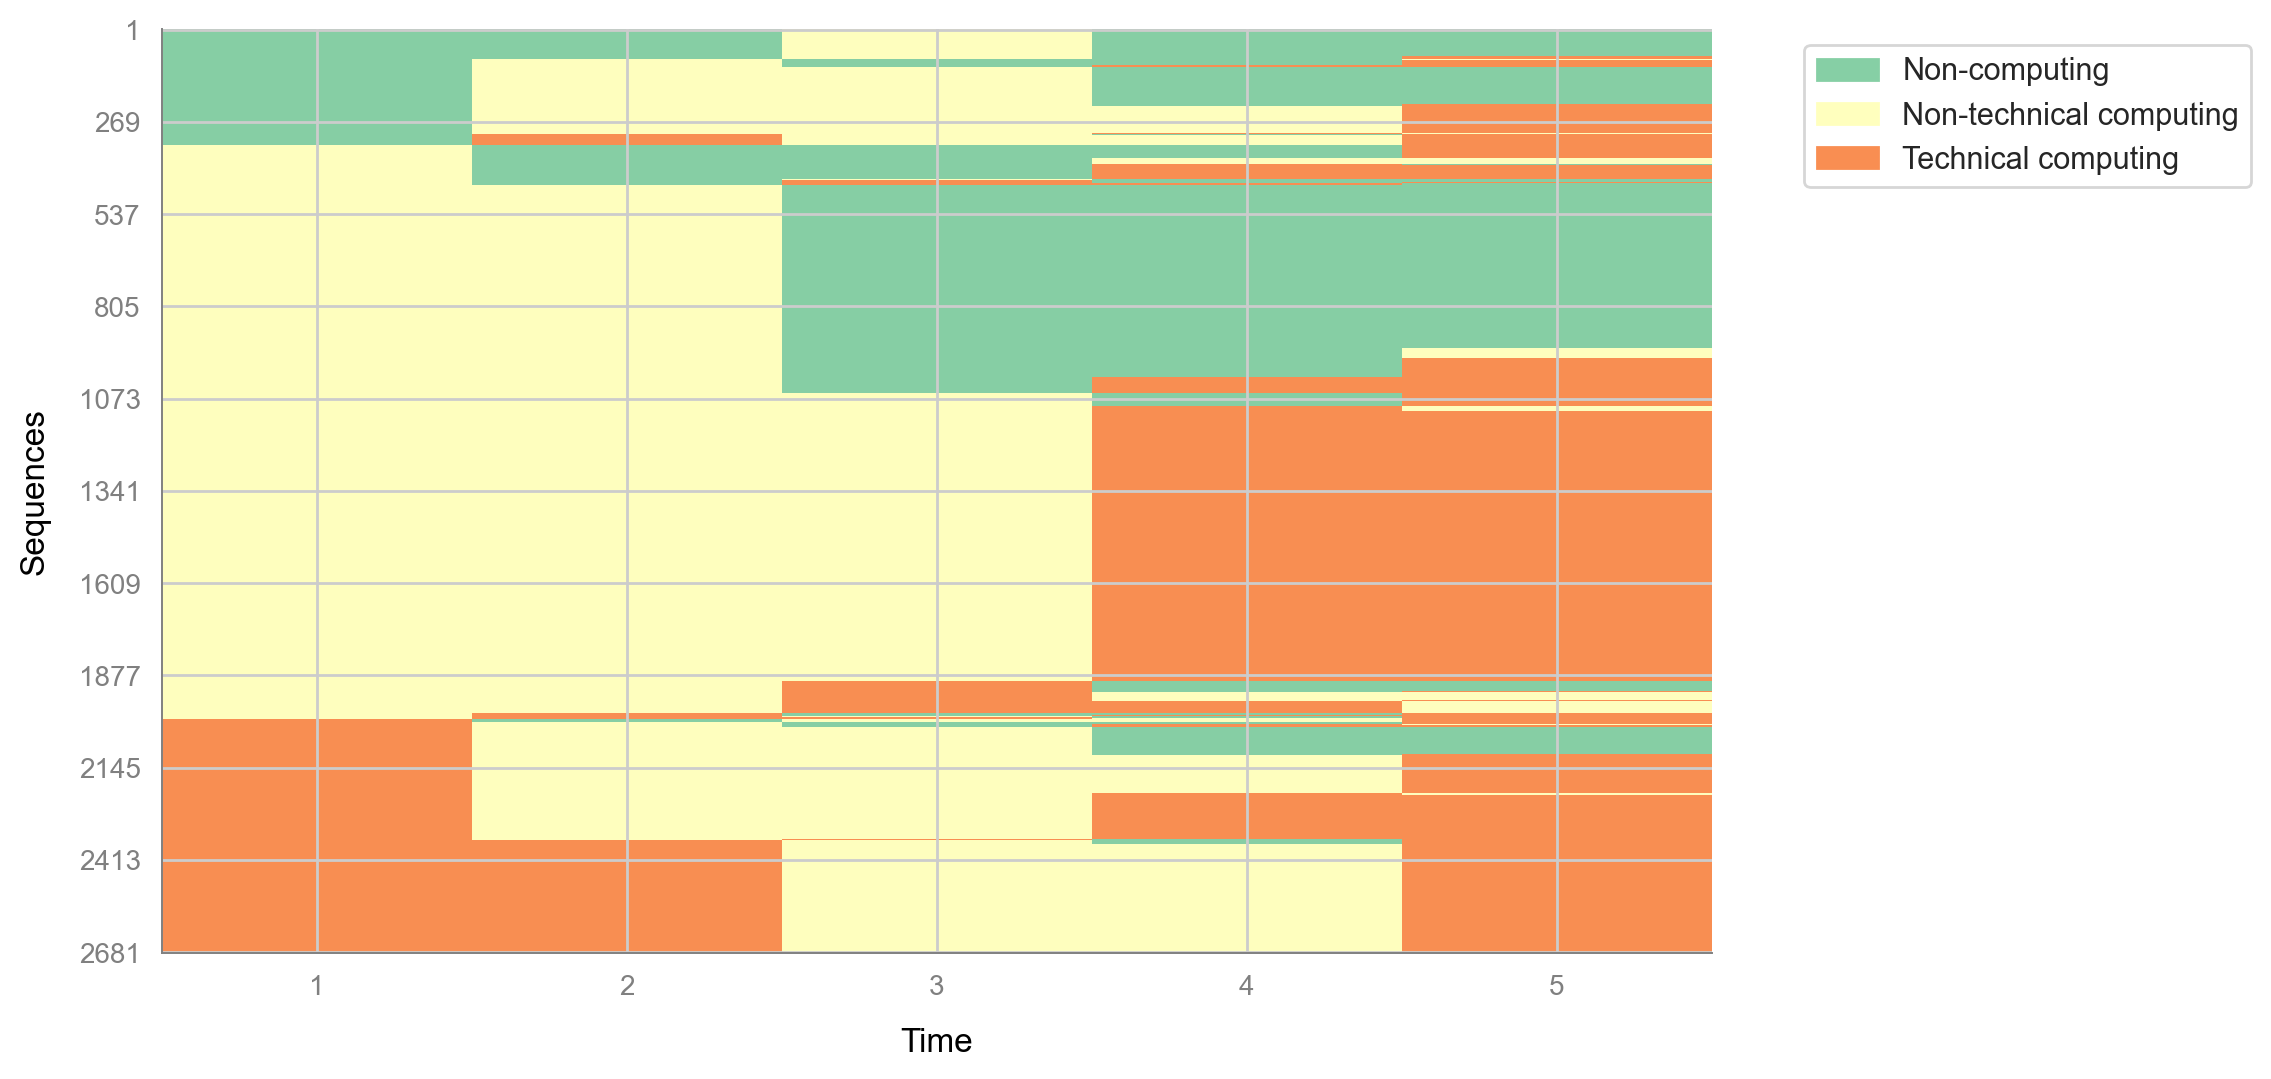 1
269
537
805
1073
1341
1609
1877
2145
2413
2681
Sequences
1 2 3 4 5
Time
Non-computing
Non-technical computing
Technical computing